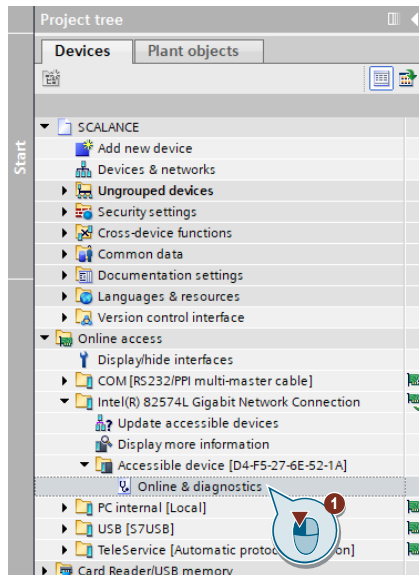 Project tree
Devices
Plant objects
Start
SCALANCE
Add new device
Devices & networks
Ungrouped devices
Security settings
Cross-device functions
Common data
Documentation settings
Languages & resources
Version control interface
Online access
Display/hide interfaces
COM [RS232/PPI multi-master cable]
Intel(R) 82574L Gigabit Network Connection
Update accessible devices
Display more information
Accessible device [D4-F5-27-6E-52-1A]
Online & diagnostics
1
PC internal [Local]
USB [S7USB]
TeleService [Automatic protoc on]
Card Reader/USB memory